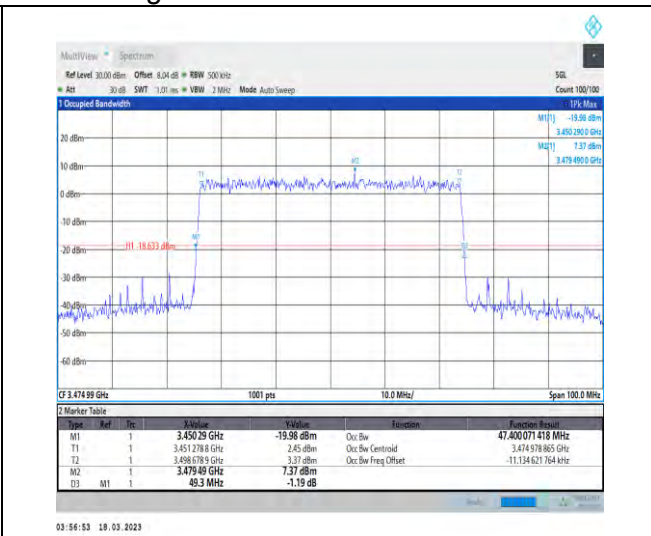 MultiView Spectrum
Ref Level 30.00 dBm Offset 8.04 dB RBW 500 kHz SGL
Att 30 dB SWT 1.01 ms VBW 2 MHz Mode Auto Sweep Count 100/100
1 Occupied Bandwidth 1Pk Max
M1[1] -19.98 dBm
3.450 290 0 GHz
M2[1] 7.37 dBm
3.479 490 0 GHz
20 dBm
10 dBm
M2
T1
T2
0 dBm
-10 dBm
M1
H1 -18.633 dBm
-20 dBm
-30 dBm
-40 dBm
-50 dBm
-60 dBm
CF 3.474 99 GHz 1001 pts 10.0 MHz/ Span 100.0 MHz
2 Marker Table
Type Ref Trc X-Value Y-Value Function Function Result
M1 1 3.450 29 GHz -19.98 dBm Occ Bw 47.400 071 418 MHz
T1 1 3.451 278 8 GHz 2.45 dBm Occ Bw Centroid 3.474 978 865 GHz
T2 1 3.498 678 9 GHz 3.37 dBm Occ Bw Freq Offset -11.134 621 764 kHz
M2 1 3.479 49 GHz 7.37 dBm
D3 M1 1 49.3 MHz -1.19 dB
03:56:53 18.03.2023